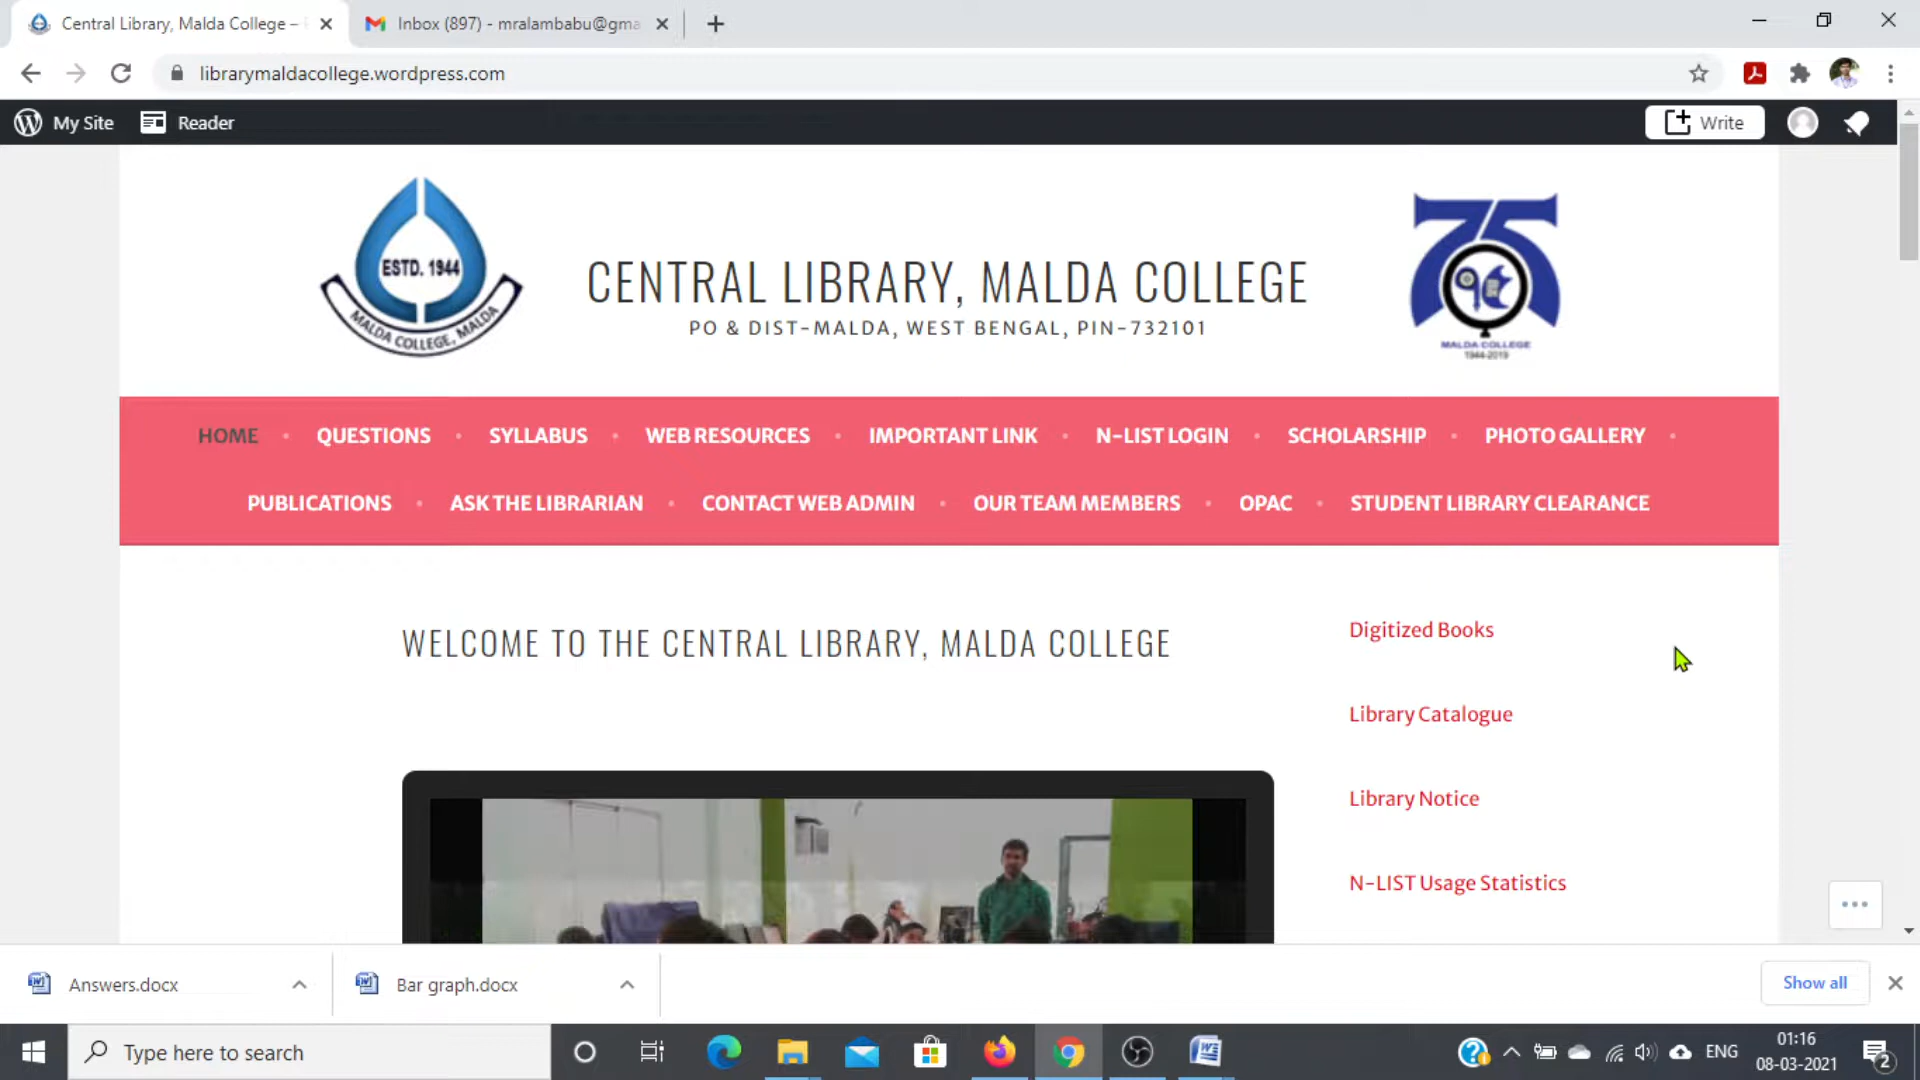 Central Library, Malda College –
Inbox (897) - mralambabu@gma
librarymaldacollege.wordpress.com
My Site
Reader
Write
ESTD. 1944
MALDA COLLEGE, MALDA
CENTRAL LIBRARY, MALDA COLLEGE
PO & DIST-MALDA, WEST BENGAL, PIN-732101
75
MALDA COLLEGE
1944-2019
HOME QUESTIONS SYLLABUS WEB RESOURCES IMPORTANT LINK N-LIST LOGIN SCHOLARSHIP PHOTO GALLERY
PUBLICATIONS ASK THE LIBRARIAN CONTACT WEB ADMIN OUR TEAM MEMBERS OPAC STUDENT LIBRARY CLEARANCE
WELCOME TO THE CENTRAL LIBRARY, MALDA COLLEGE
Digitized Books
Library Catalogue
Library Notice
N-LIST Usage Statistics
Answers.docx
Bar graph.docx
Show all
Type here to search
ENG
01:16
08-03-2021
2